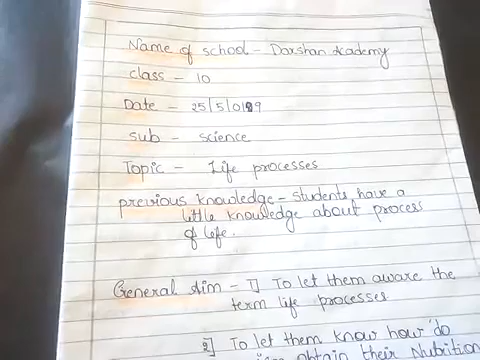 Name of school - Darshan Academy
class - 10
Date - 25/5/019
sub - science
Topic - Life processes
previous knowledge - students have a
little knowledge about process
of life.
General Aim - 1] To let them aware the
term life processes
2] To let them know how do
obtain their Nutrition